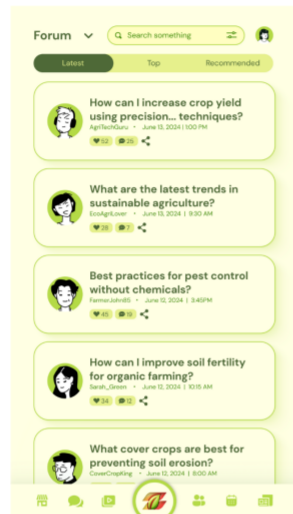 Forum
Search something
Latest Top Recommended
How can I increase crop yield
using precision... techniques?
AgriTechGuru • June 13, 2024 | 1:00 PM
52 25
What are the latest trends in
sustainable agriculture?
EcoAgriLover • June 13, 2024 | 9:30 AM
38 7
Best practices for pest control
without chemicals?
FarmerJohn85 • June 12, 2024 | 3:45PM
45 18
How can I improve soil fertility
for organic farming?
Sarah_Green • June 12, 2024 | 10:15 AM
34 12
What cover crops are best for
preventing soil erosion?
CoverCropKing • June 12, 2024 | 8:00 AM